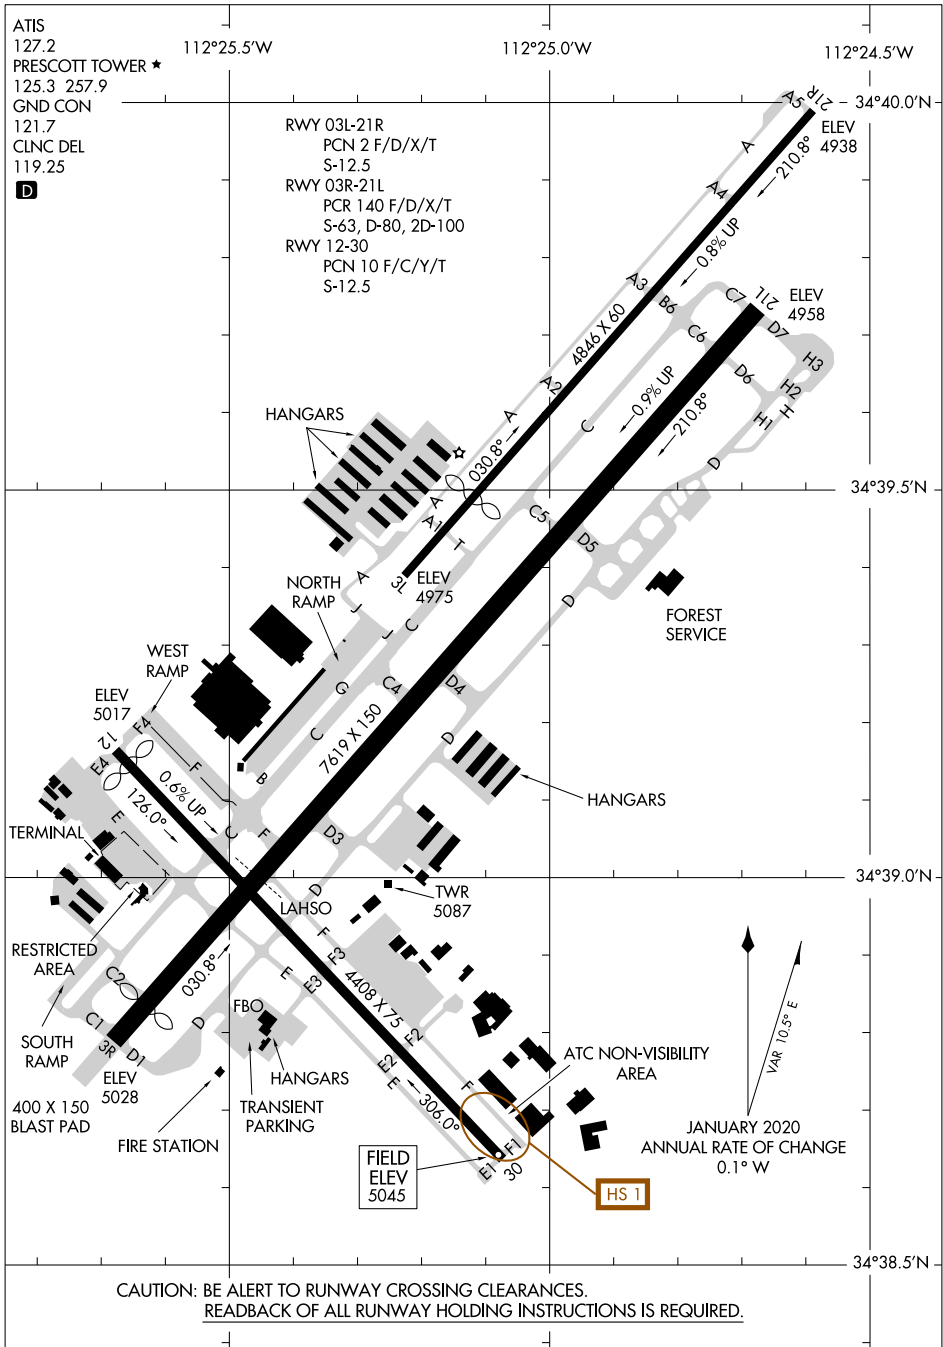 ATIS
127.2
PRESCOTT TOWER ★
125.3 257.9
GND CON
121.7
CLNC DEL
119.25
D
112°25.5'W
112°25.0'W
112°24.5'W
34°40.0'N
34°39.5'N
34°39.0'N
34°38.5'N
RWY 03L-21R
PCN 2 F/D/X/T
S-12.5
RWY 03R-21L
PCR 140 F/D/X/T
S-63, D-80, 2D-100
RWY 12-30
PCN 10 F/C/Y/T
S-12.5
A5
21R
ELEV
4938
A
210.8°
A4
0.8% UP
A3
B6
4846 X 60
C7
21L
ELEV
4958
D7
C6
H3
D6
H2
H
H1
A2
0.9% UP
210.8°
C
A
030.8°
D
HANGARS
A
A1
T
C5
D5
A
3L
ELEV
4975
NORTH
RAMP
J
J
C
D
FOREST
SERVICE
WEST
RAMP
G
C4
D4
ELEV
5017
F4
12
E4
F
0.6% UP
126.0°
C
7619 X 150
D
B
HANGARS
E
C
F
D3
TERMINAL
LAHSO
D
TWR
5087
RESTRICTED
AREA
F
F3
030.8°
E
E3
4408 X 75
C2
FBO
C1
3R
D1
D
F2
SOUTH
RAMP
ELEV
5028
HANGARS
E2
E
ATC NON-VISIBILITY
AREA
F
306.0°
400 X 150
BLAST PAD
TRANSIENT
PARKING
FIRE STATION
FIELD
ELEV
5045
E1
F1
30
HS 1
VAR 10.5° E
JANUARY 2020
ANNUAL RATE OF CHANGE
0.1° W
CAUTION: BE ALERT TO RUNWAY CROSSING CLEARANCES.
READBACK OF ALL RUNWAY HOLDING INSTRUCTIONS IS REQUIRED.